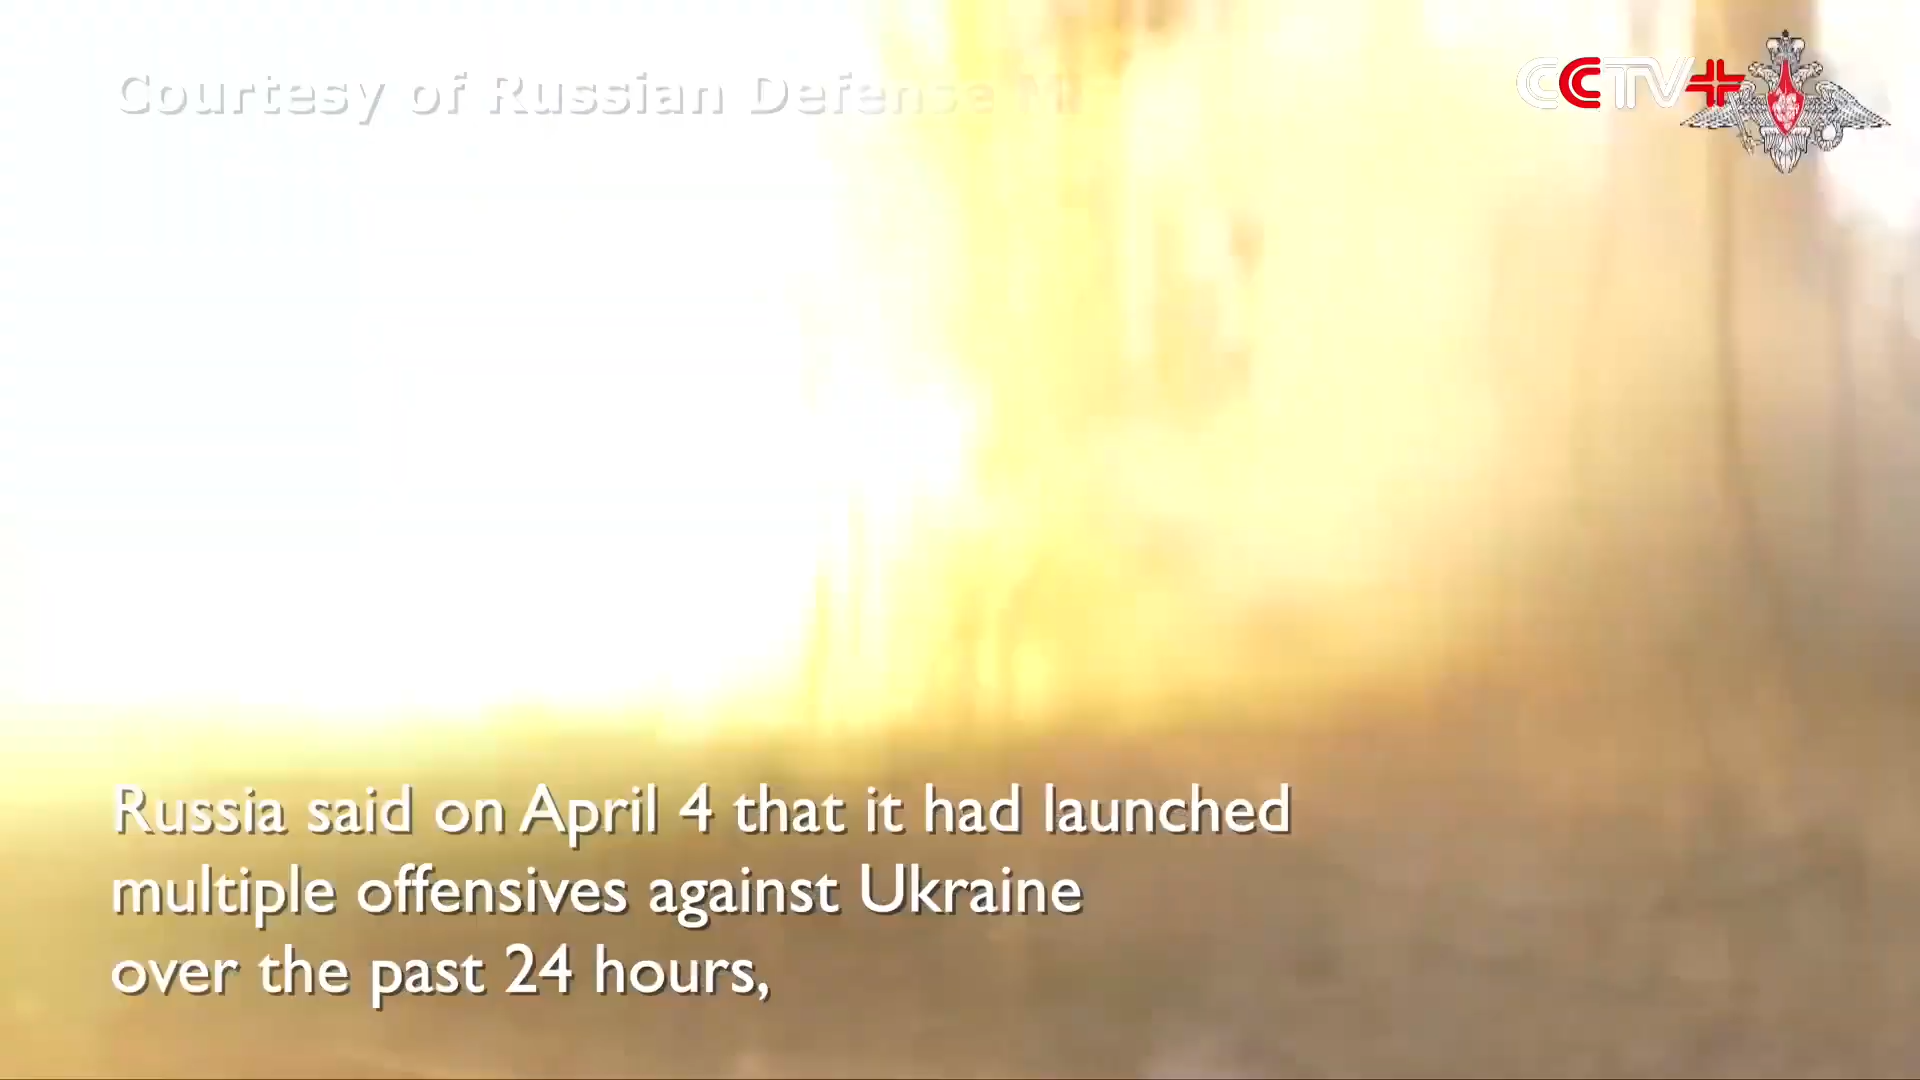 Courtesy of Russian Defense
CCTV+
Russia said on April 4 that it had launched
multiple offensives against Ukraine
over the past 24 hours,